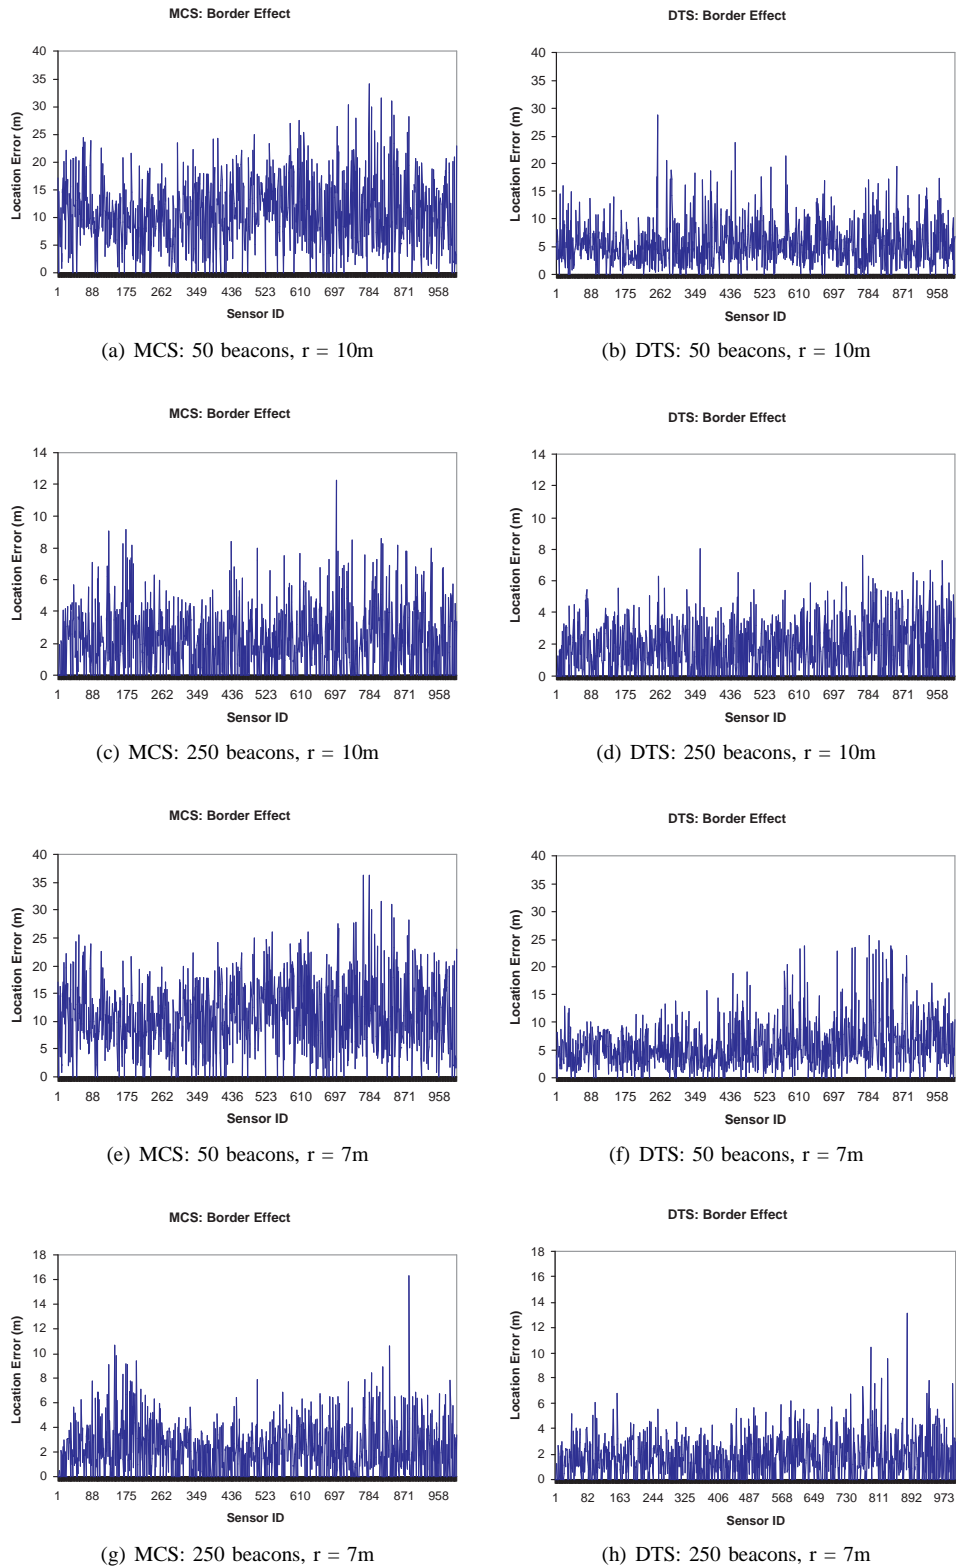 MCS: Border Effect
40
35
30
25
20
15
10
5
0
Location Error (m)
1 88 175 262 349 436 523 610 697 784 871 958
Sensor ID
(a) MCS: 50 beacons, r = 10m
DTS: Border Effect
40
35
30
25
20
15
10
5
0
Location Error (m)
1 88 175 262 349 436 523 610 697 784 871 958
Sensor ID
(b) DTS: 50 beacons, r = 10m
MCS: Border Effect
14
12
10
8
6
4
2
0
Location Error (m)
1 88 175 262 349 436 523 610 697 784 871 958
Sensor ID
(c) MCS: 250 beacons, r = 10m
DTS: Border Effect
14
12
10
8
6
4
2
0
Location Error (m)
1 88 175 262 349 436 523 610 697 784 871 958
Sensor ID
(d) DTS: 250 beacons, r = 10m
MCS: Border Effect
40
35
30
25
20
15
10
5
0
Location Error (m)
1 88 175 262 349 436 523 610 697 784 871 958
Sensor ID
(e) MCS: 50 beacons, r = 7m
DTS: Border Effect
40
35
30
25
20
15
10
5
0
Location Error (m)
1 88 175 262 349 436 523 610 697 784 871 958
Sensor ID
(f) DTS: 50 beacons, r = 7m
MCS: Border Effect
18
16
14
12
10
8
6
4
2
0
Location Error (m)
1 88 175 262 349 436 523 610 697 784 871 958
Sensor ID
(g) MCS: 250 beacons, r = 7m
DTS: Border Effect
18
16
14
12
10
8
6
4
2
0
Location Error (m)
1 82 163 244 325 406 487 568 649 730 811 892 973
Sensor ID
(h) DTS: 250 beacons, r = 7m